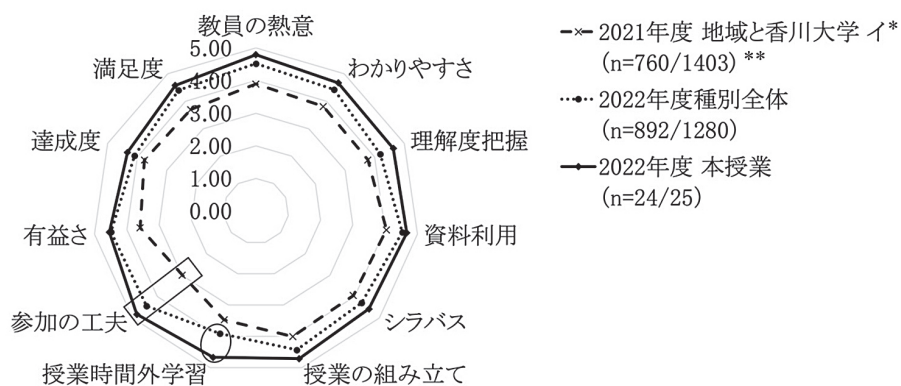 教員の熱意
5.00
4.00
3.00
2.00
1.00
0.00
わかりやすさ
理解度把握
資料利用
シラバス
授業の組み立て
授業時間外学習
参加の工夫
有益さ
達成度
満足度
2021年度 地域と香川大学 イ*
(n=760/1403) **
2022年度種別全体
(n=892/1280)
2022年度 本授業
(n=24/25)